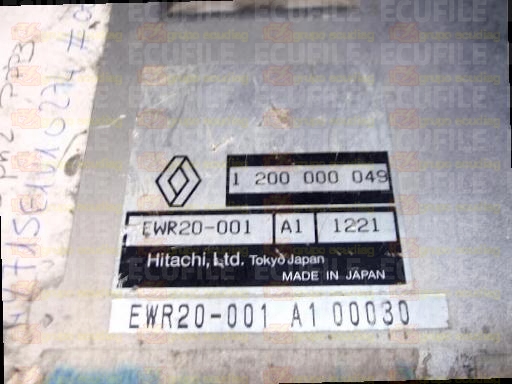 ECUFILE
1 200 000 049
EWR20-001 A1 1221
Hitachi, Ltd. Tokyo Japan
MADE IN JAPAN
EWR20-001 A1 00030